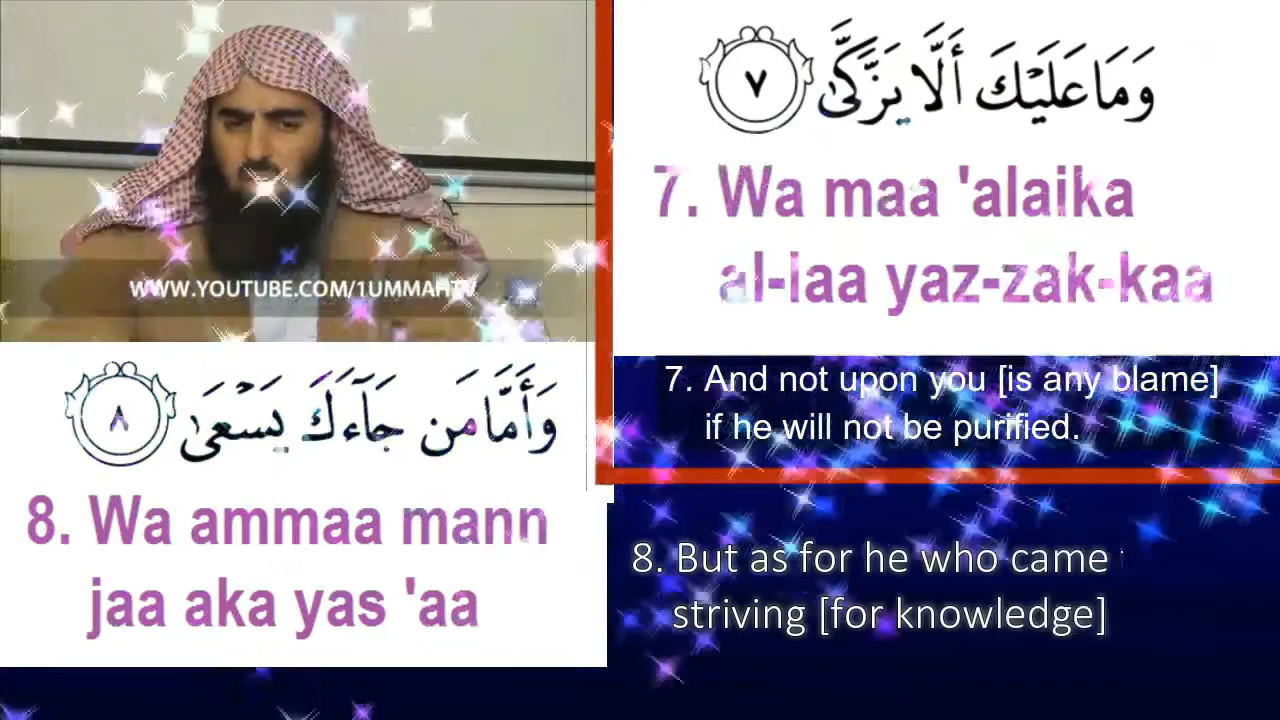 WWW.YOUTUBE.COM/1UMMAHTV
وَمَا عَلَيْكَ أَلَّا يَزَّكَّىٰ ٧
7. Wa maa 'alaika
al-laa yaz-zak-kaa
7. And not upon you [is any blame]
if he will not be purified.
وَأَمَّا مَن جَآءَكَ يَسْعَىٰ ٨
8. Wa ammaa mann
jaa aka yas 'aa
8. But as for he who came
striving [for knowledge]